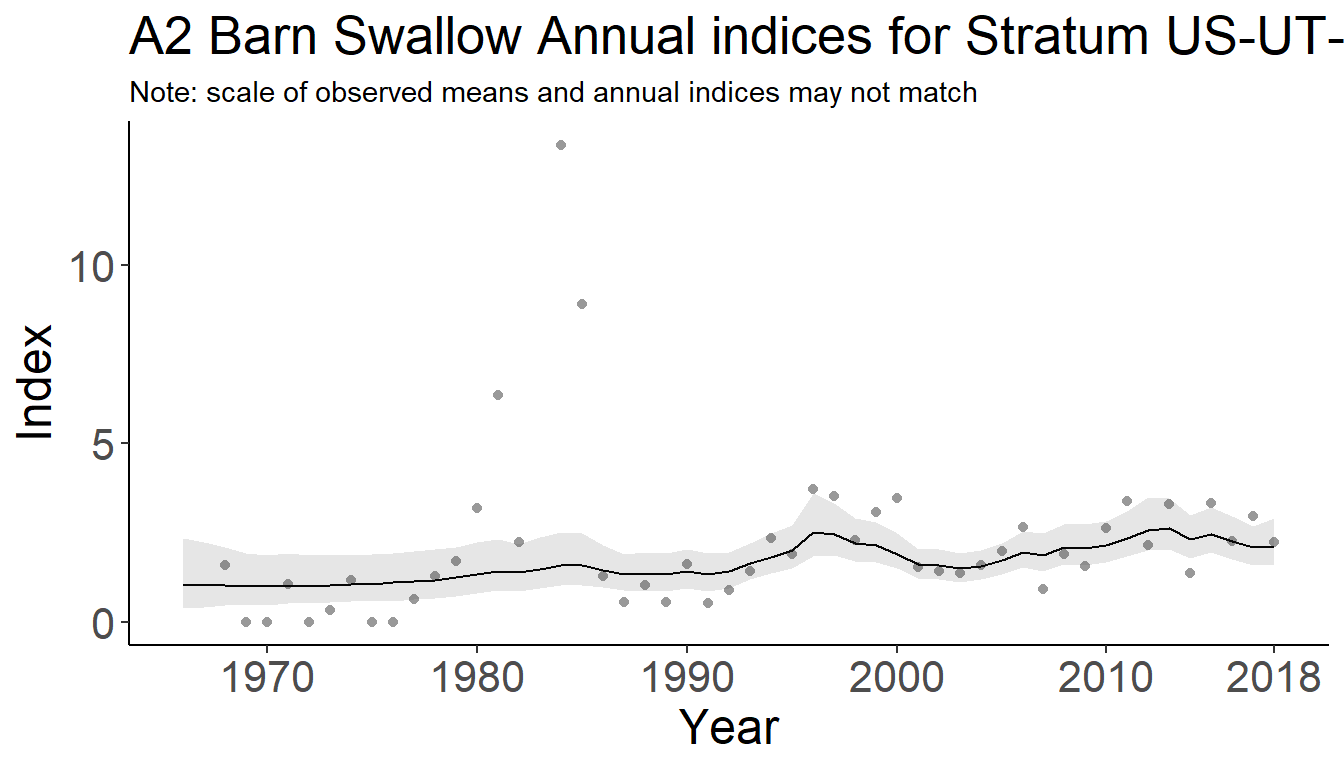 A2 Barn Swallow Annual indices for Stratum US-UT-
Note: scale of observed means and annual indices may not match
Index
10
5
0
1970 1980 1990 2000 2010 2018
Year